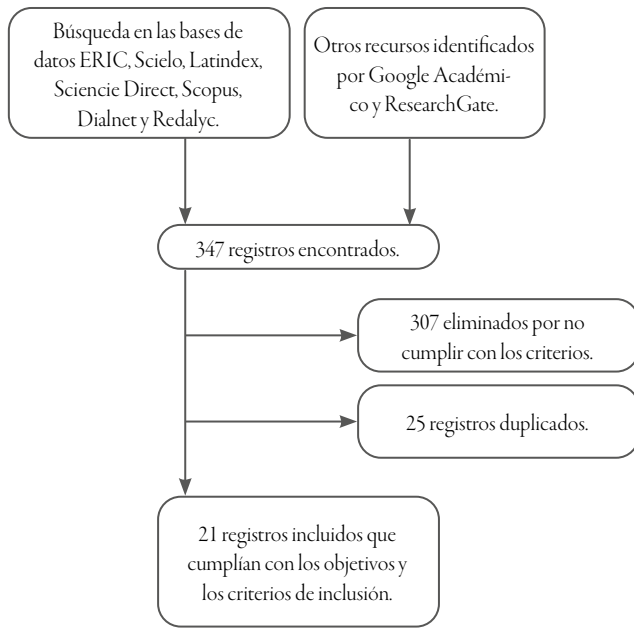 Búsqueda en las bases de
datos ERIC, Scielo, Latindex,
Sciencie Direct, Scopus,
Dialnet y Redalyc.
Otros recursos identificados
por Google Académi-
co y ResearchGate.
347 registros encontrados.
307 eliminados por no
cumplir con los criterios.
25 registros duplicados.
21 registros incluidos que
cumplían con los objetivos y
los criterios de inclusión.